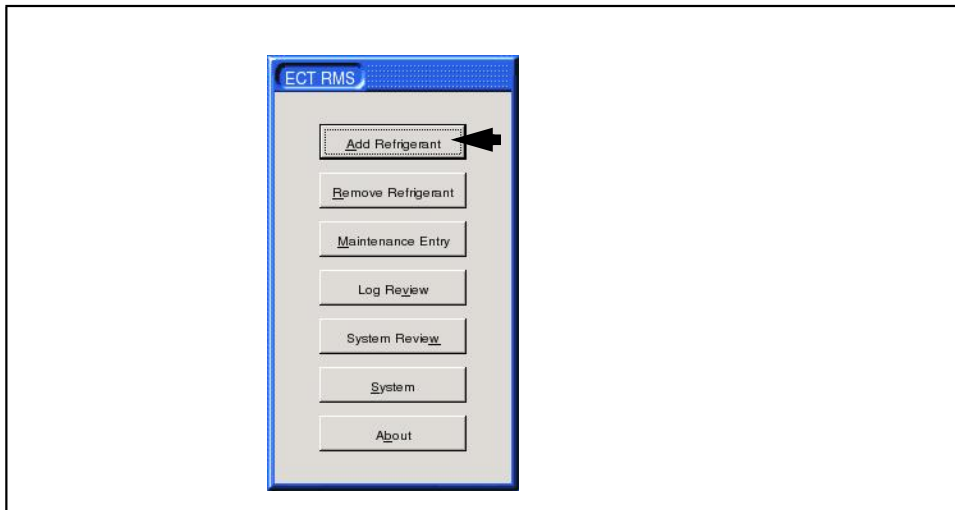 ECT RMS
Add Refrigerant
Remove Refrigerant
Maintenance Entry
Log Review
System Review
System
About